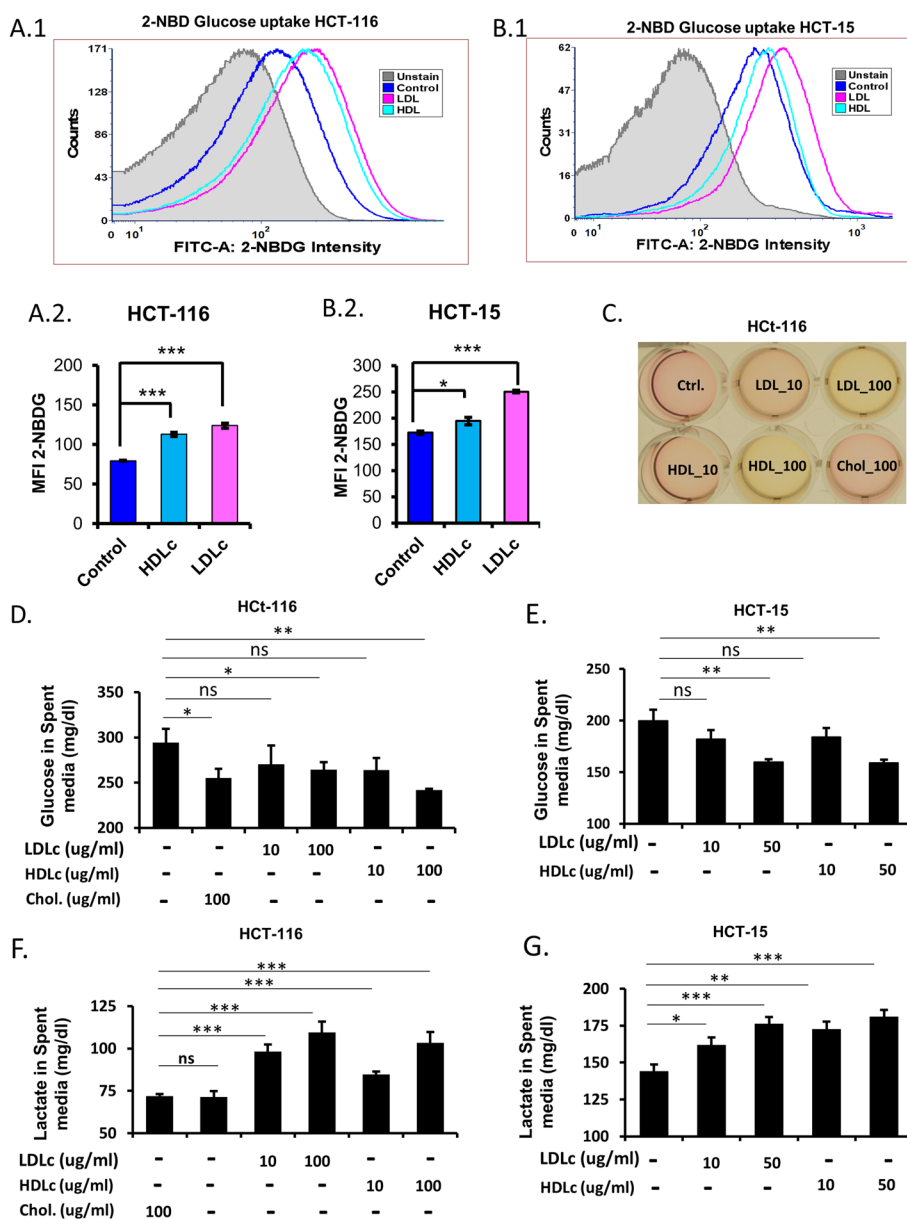 A.1
2-NBD Glucose uptake HCT-116
171
128
86
43
0
Counts
Unstain
Control
LDL
HDL
0 10¹ 10²
FITC-A: 2-NBDG Intensity
B.1
2-NBD Glucose uptake HCT-15
62
47
31
16
0
Counts
Unstain
Control
LDL
HDL
0 10¹ 10² 10³
FITC-A: 2-NBDG Intensity
A.2.
HCT-116
MFI 2-NBDG
200
150
100
50
0
***
***
Control HDLc LDLc
B.2.
HCT-15
MFI 2-NBDG
300
250
200
150
100
50
0
***
*
Control HDLc LDLc
C.
HCt-116
Ctrl. LDL_10 LDL_100
HDL_10 HDL_100 Chol_100
D.
HCt-116
**
ns
*
ns
*
Glucose in Spent
media (mg/dl)
350
300
250
200
LDLc (ug/ml) - - 10 100 - -
HDLc (ug/ml) - - - - 10 100
Chol. (ug/ml) - 100 - - - -
E.
HCT-15
**
ns
**
ns
Glucose in Spent
media (mg/dl)
250
200
150
100
LDLc (ug/ml) - 10 50 - -
HDLc (ug/ml) - - - 10 50
F.
HCT-116
***
***
***
***
ns
Lactate in Spent
media (mg/dl)
125
100
75
50
LDLc (ug/ml) - - 10 100 - -
HDLc (ug/ml) - - - - 10 100
Chol. (ug/ml) 100 - - - - -
G.
HCT-15
***
**
***
*
Lactate in Spent
media (mg/dl)
200
175
150
125
100
LDLc (ug/ml) - 10 50 - -
HDLc (ug/ml) - - - 10 50